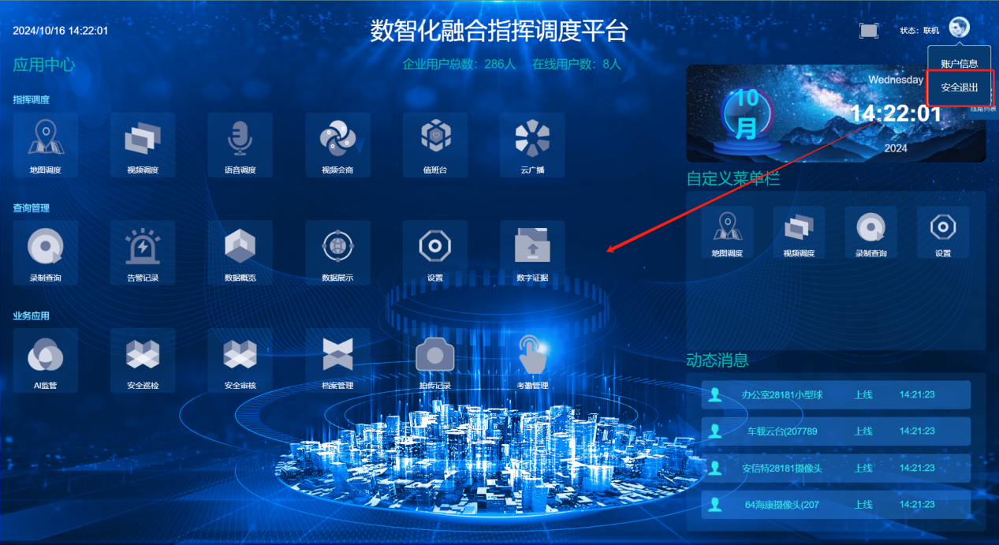 2024/10/16 14:22:01
数智化融合指挥调度平台
状态: 联机
应用中心
企业用户总数: 286人 在线用户数: 8人
账户信息
安全退出
线路列表
Wednesday
10
月
14:22:01
2024
指挥调度
地图调度 视频调度 语音调度 视频会商 值班台 云广播
自定义菜单栏
查询管理
地图调度 视频调度 录制查询 设置
录制查询 告警记录 数据概览 数据展示 设置 数字证据
业务应用
AI监管 安全巡检 安全审核 档案管理 拍传记录 考勤管理
动态消息
办公室28181小型球 上线 14:21:23
车载云台(207789 上线 14:21:23
安信特28181摄像头 上线 14:21:23
64海康摄像头(207 上线 14:21:23